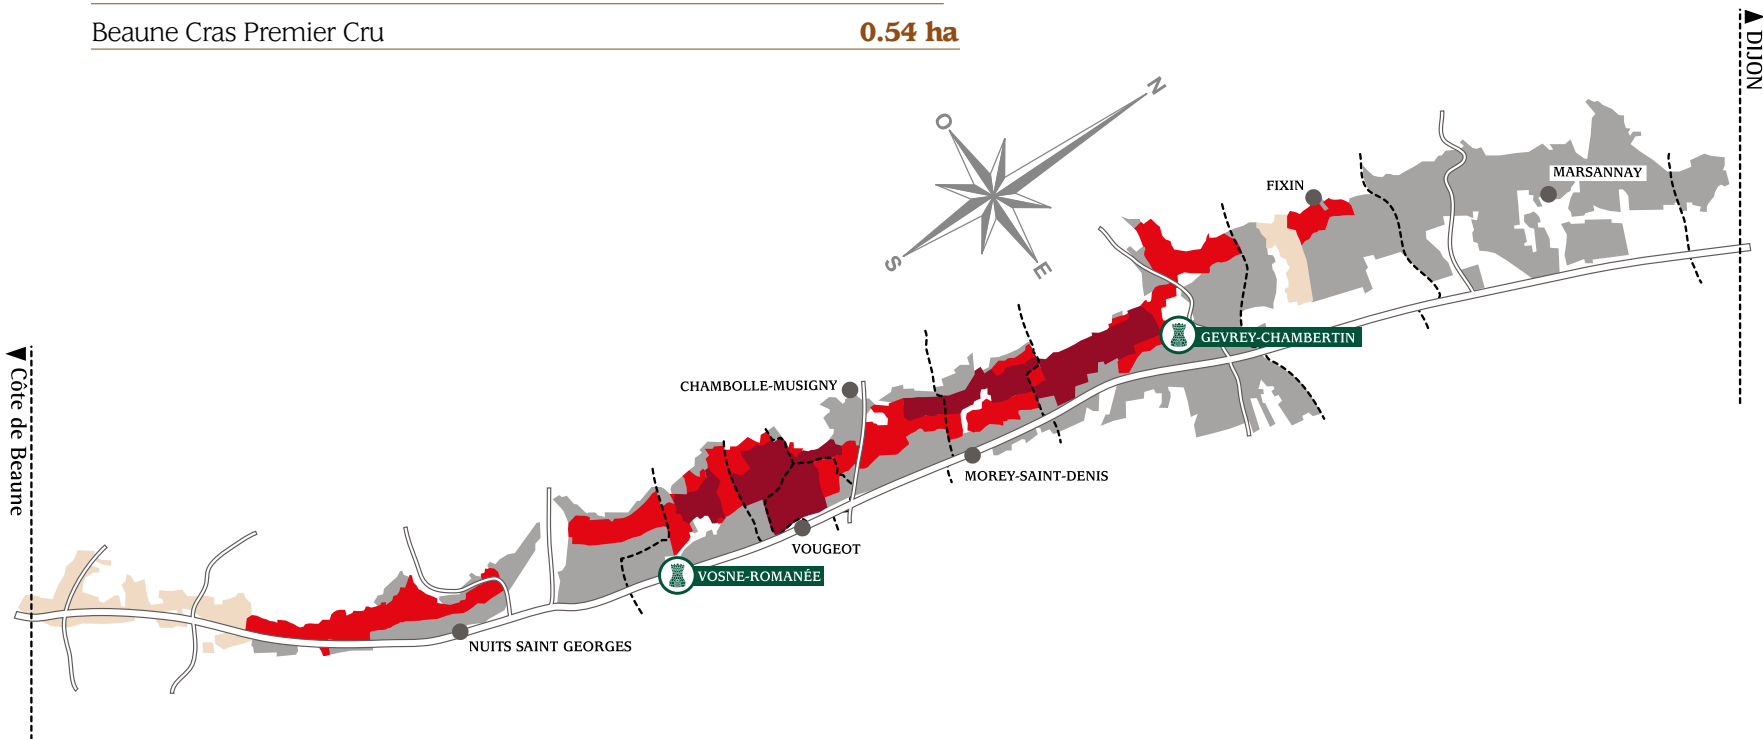 Beaune Cras Premier Cru 0.54 ha
DIJON
N
O
S
E
MARSANNAY
FIXIN
GEVREY-CHAMBERTIN
CHAMBOLLE-MUSIGNY
MOREY-SAINT-DENIS
VOUGEOT
VOSNE-ROMANÉE
NUITS SAINT GEORGES
Côte de Beaune